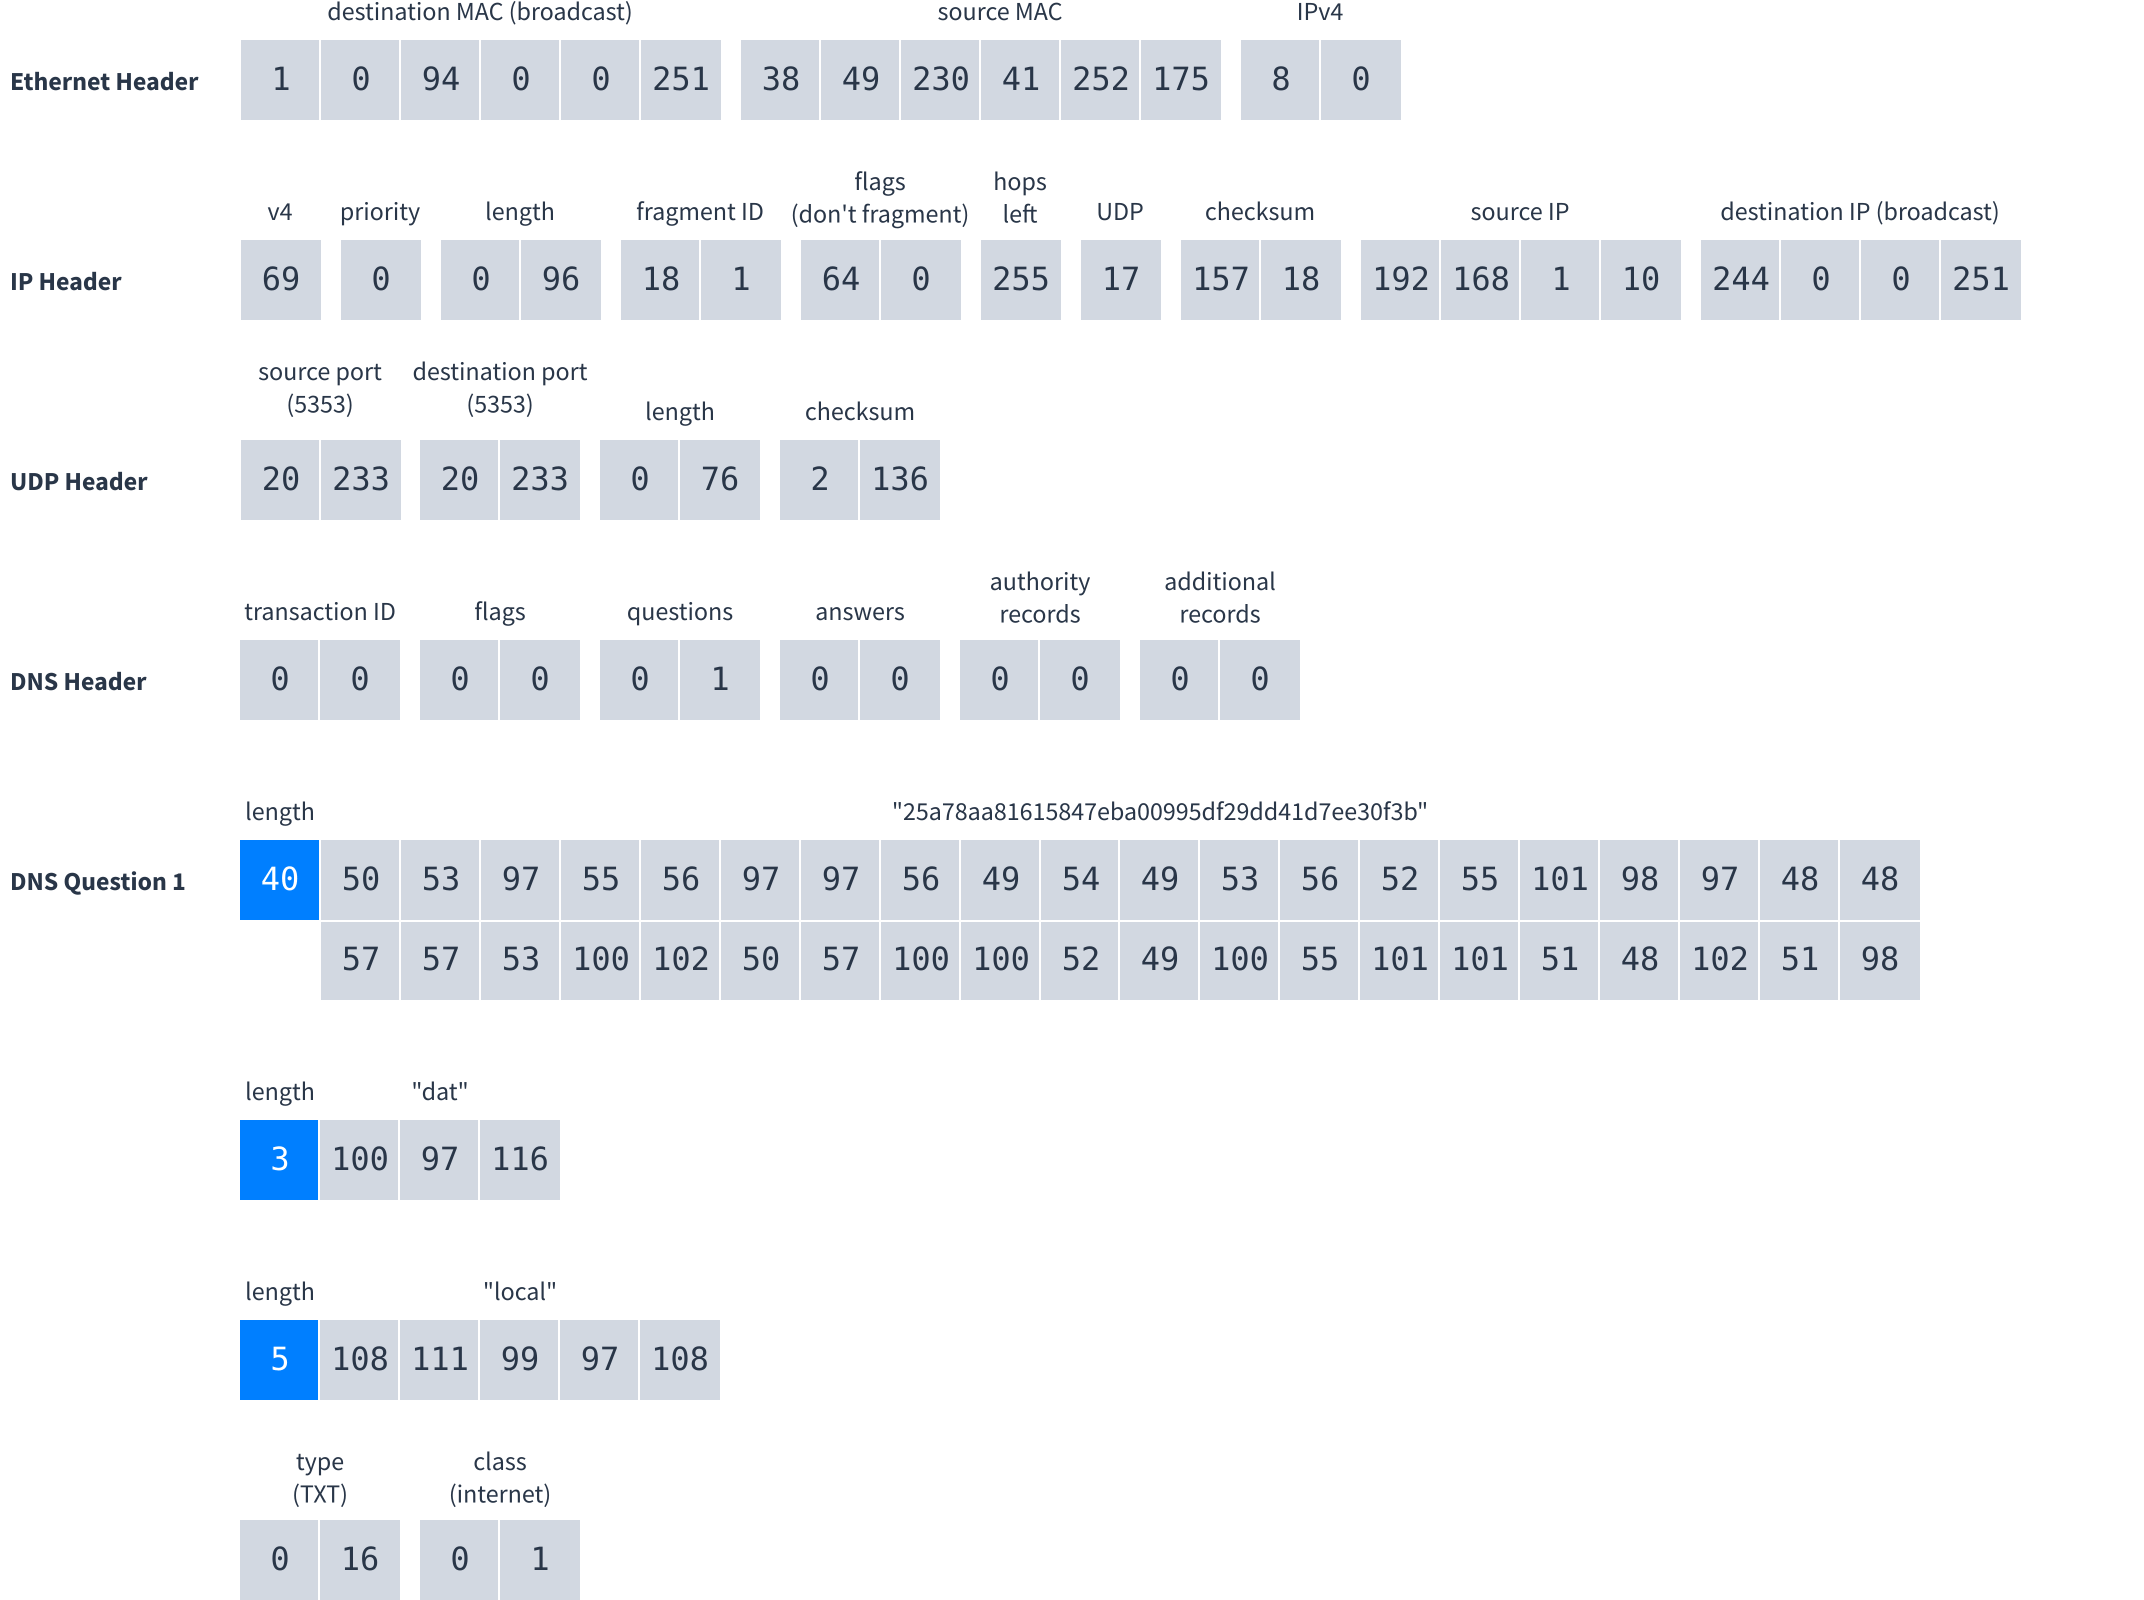 destination MAC (broadcast) source MAC IPv4
Ethernet Header 1 0 94 0 0 251 38 49 230 41 252 175 8 0
flags hops
v4 priority length fragment ID (don't fragment) left UDP checksum source IP destination IP (broadcast)
IP Header 69 0 0 96 18 1 64 0 255 17 157 18 192 168 1 10 244 0 0 251
source port destination port
(5353) (5353) length checksum
UDP Header 20 233 20 233 0 76 2 136
authority additional
transaction ID flags questions answers records records
DNS Header 0 0 0 0 0 1 0 0 0 0 0 0
length "25a78aa81615847eba00995df29dd41d7ee30f3b"
DNS Question 1 40 50 53 97 55 56 97 97 56 49 54 49 53 56 52 55 101 98 97 48 48
57 57 53 100 102 50 57 100 100 52 49 100 55 101 101 51 48 102 51 98
length "dat"
3 100 97 116
length "local"
5 108 111 99 97 108
type class
(TXT) (internet)
0 16 0 1